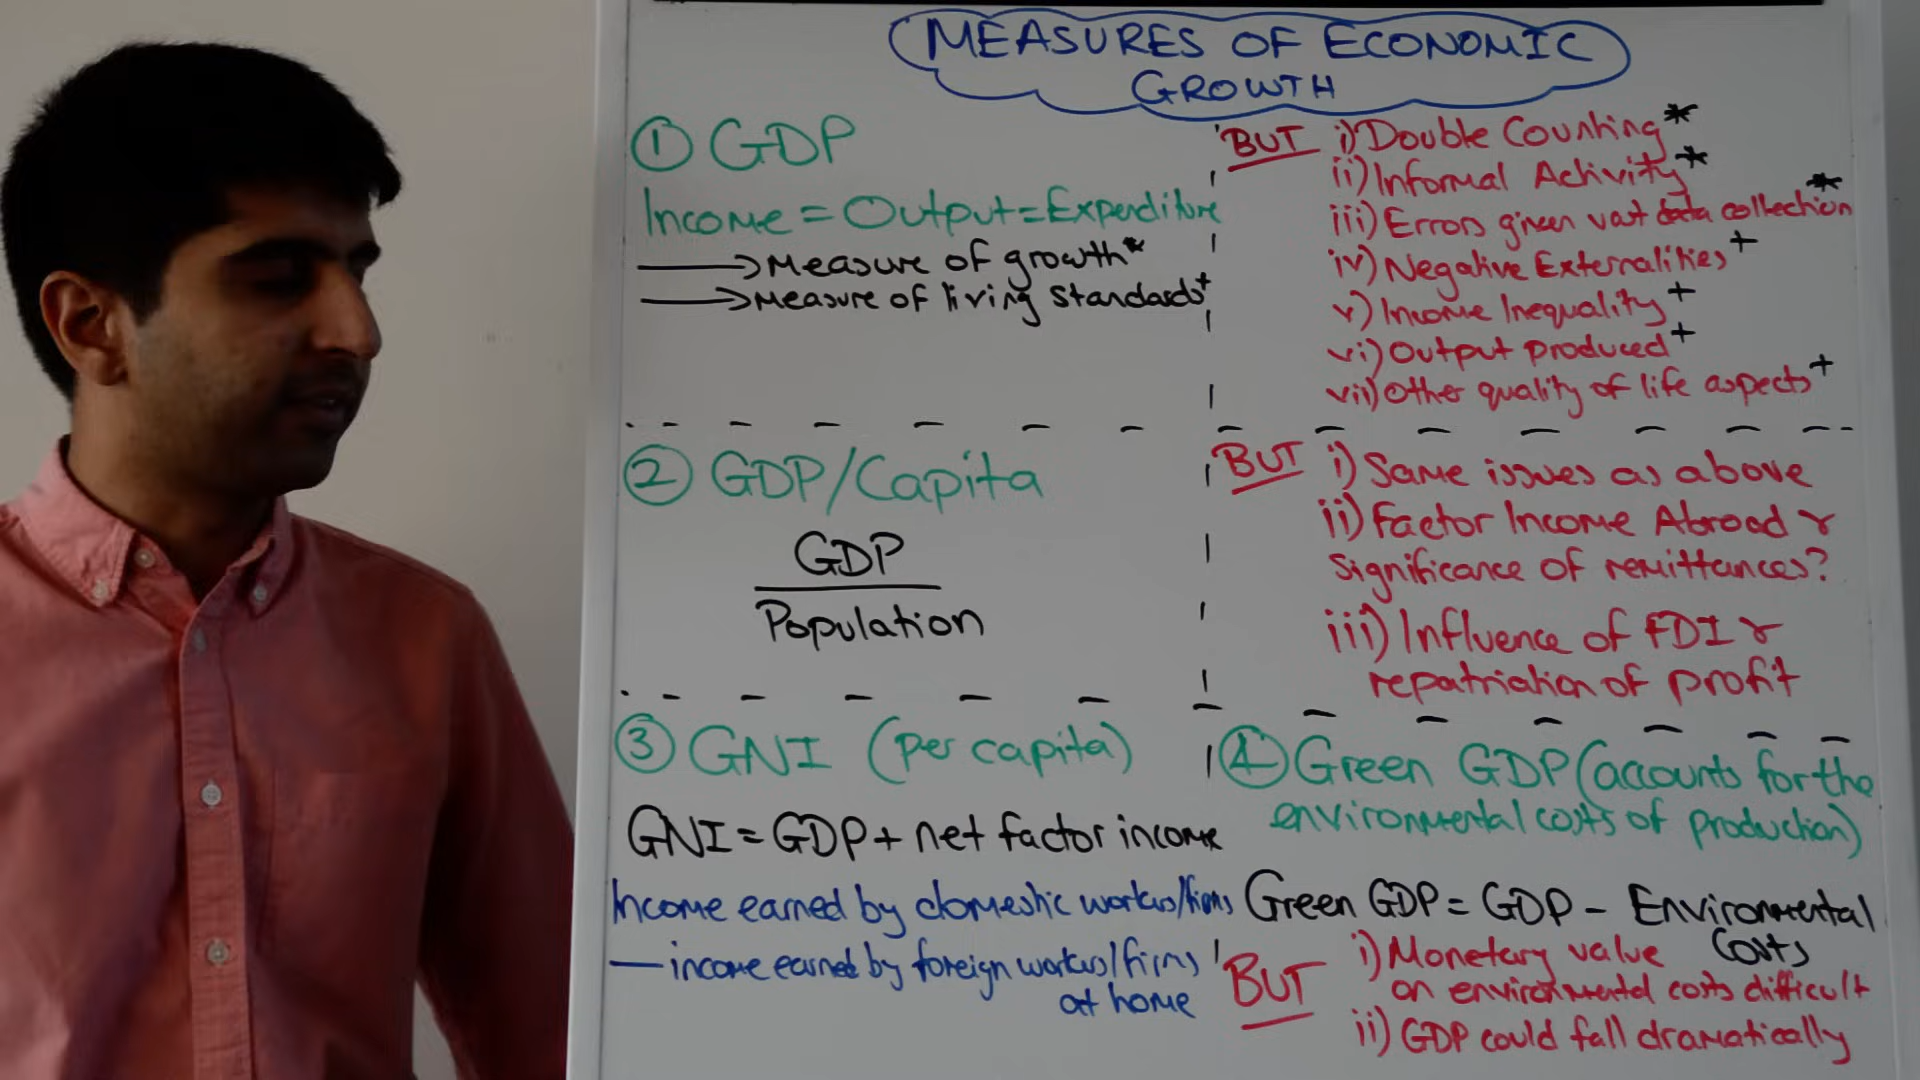 MEASURES OF ECONOMIC
GROWTH
① GDP
Income = Output = Expenditure
→ Measure of growth*
→ Measure of living standards+
BUT i) Double Counting*
ii) Informal Activity*
iii) Errors given vast data collection*
iv) Negative Externalities+
v) Income Inequality+
vi) Output produced+
vii) Other quality of life aspects+
② GDP/Capita
GDP
Population
BUT i) Same issues as above
ii) Factor Income Abroad &
significance of remittances?
iii) Influence of FDI &
repatriation of profit
③ GNI (per capita)
GNI = GDP + net factor income
Income earned by domestic workers/firms
— income earned by foreign workers/firms
at home
④ Green GDP (accounts for the
environmental costs of production)
Green GDP = GDP - Environmental
Costs
BUT i) Monetary value
on environmental costs difficult
ii) GDP could fall dramatically